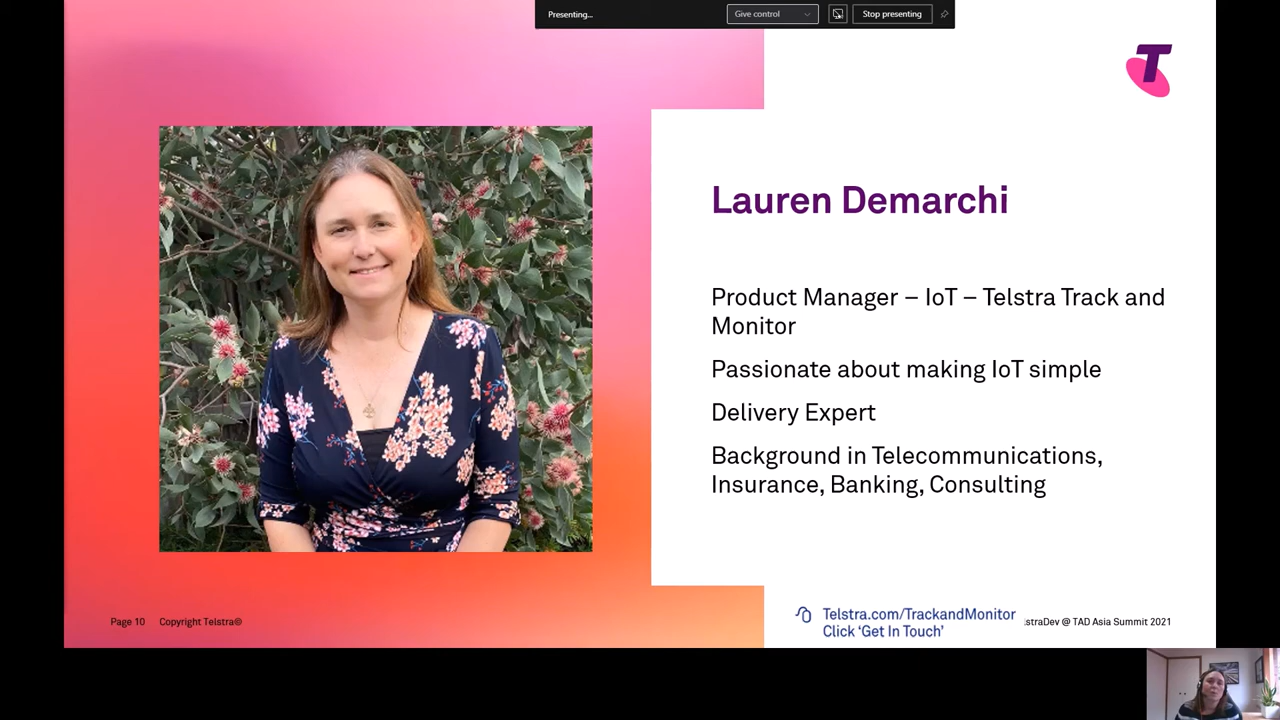 Presenting...
Give control
Stop presenting
Lauren Demarchi
Product Manager – IoT – Telstra Track and
Monitor
Passionate about making IoT simple
Delivery Expert
Background in Telecommunications,
Insurance, Banking, Consulting
Page 10 Copyright Telstra©
Telstra.com/TrackandMonitor
Click ‘Get In Touch’
@ TAD Asia Summit 2021